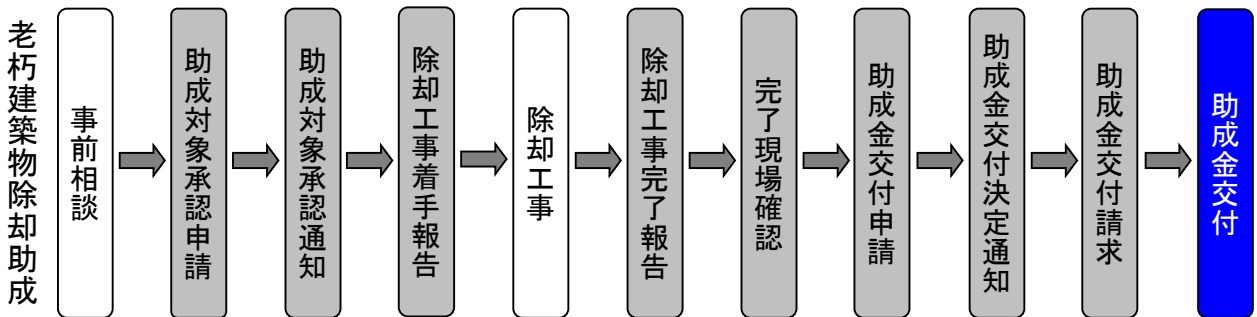 老朽建築物除却助成
事前相談
助成対象承認申請
助成対象承認通知
除却工事着手報告
除却工事
除却工事完了報告
完了現場確認
助成金交付申請
助成金交付決定通知
助成金交付請求
助成金交付